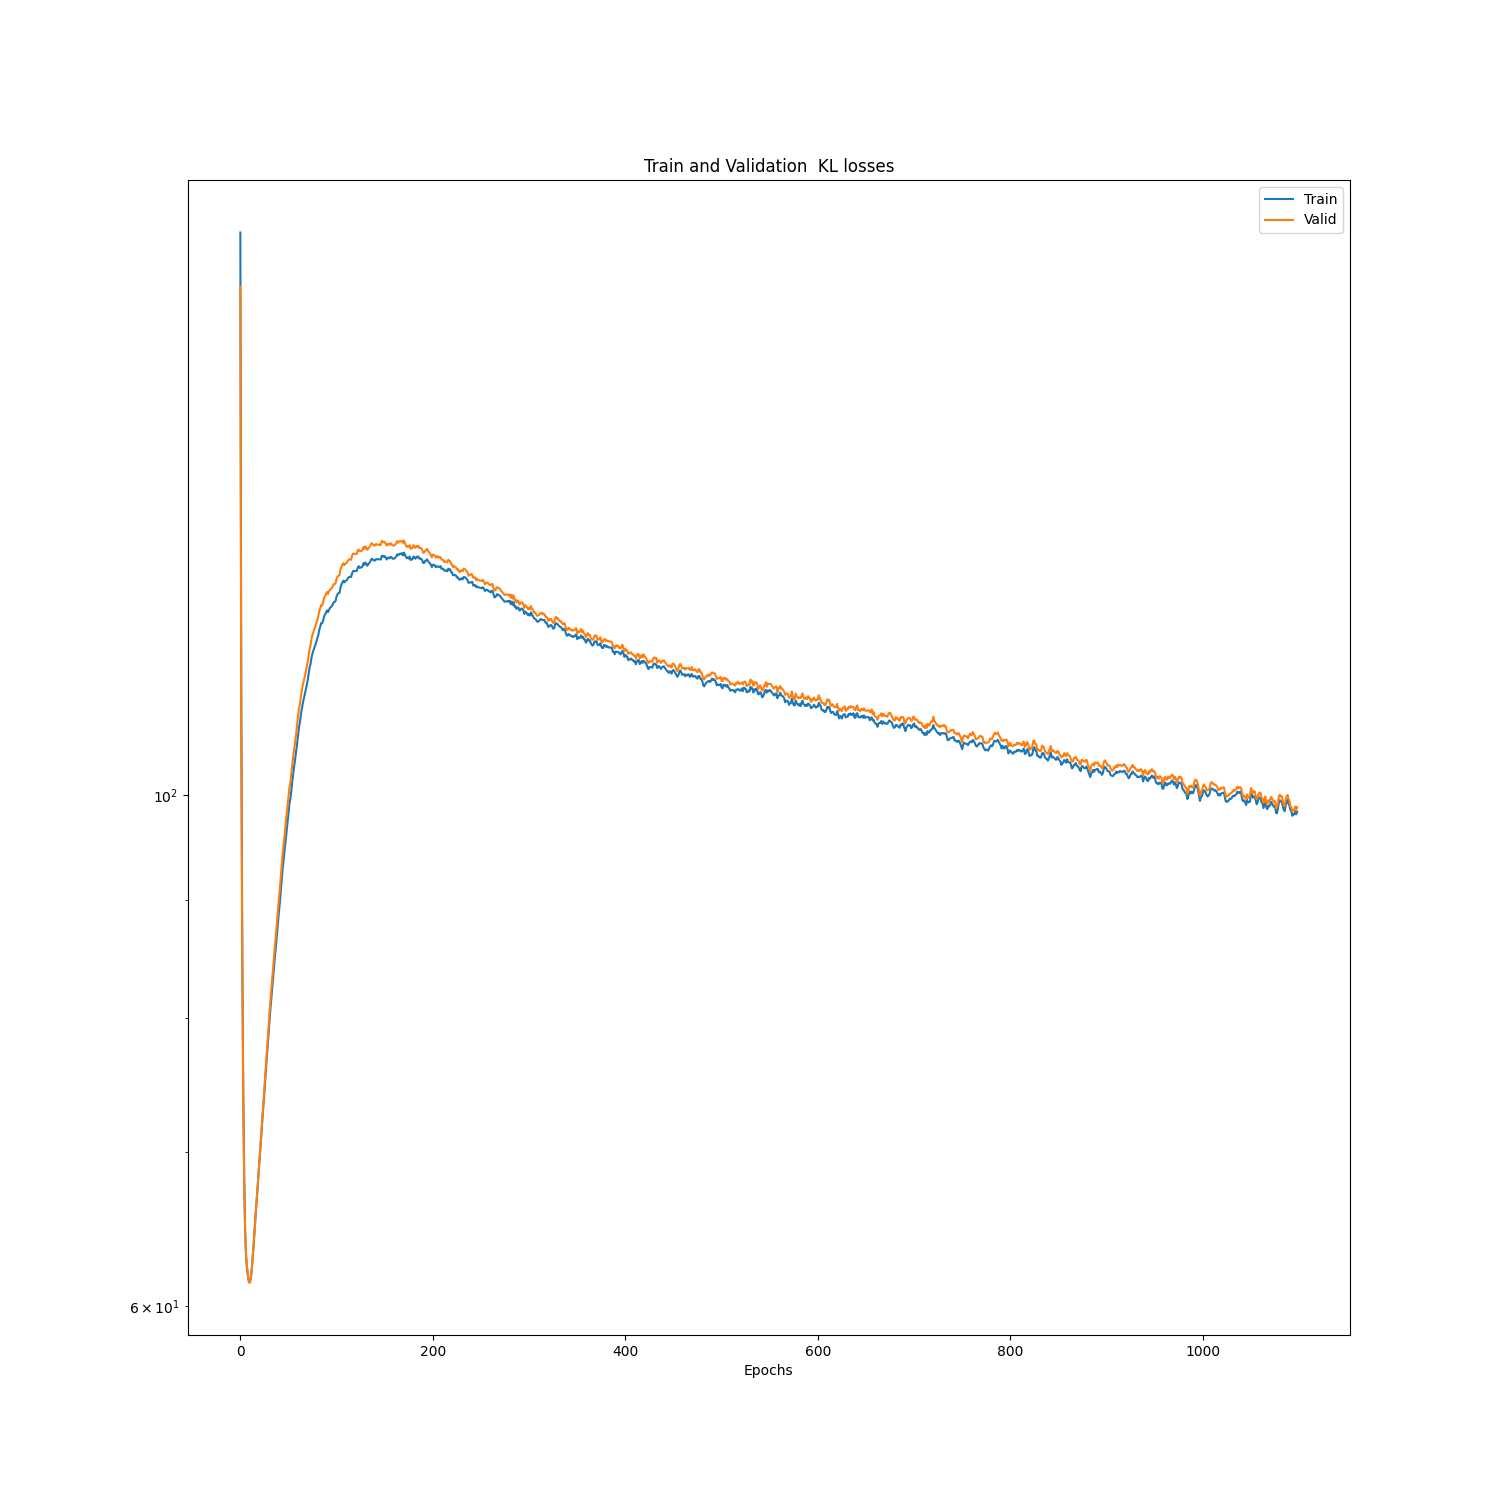 Train and Validation  KL losses
Train
Valid
10²
6 × 10¹
0 200 400 600 800 1000
Epochs